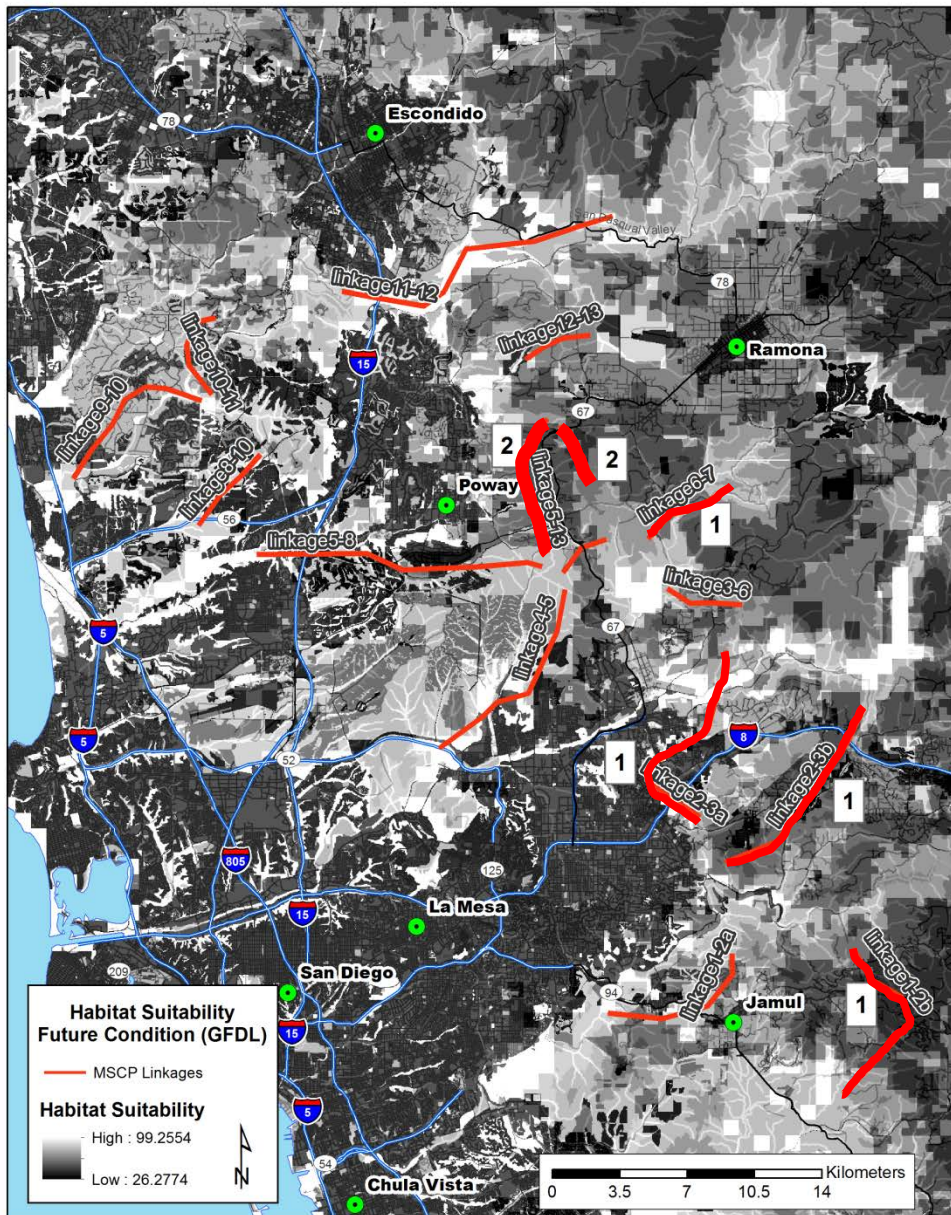 Escondido
78
78
San Pasqual Valley
linkage11-12
linkage12-13
Ramona
15
linkage10-11
linkage9-10
67
linkage8-10
2
2
linkage5-13
Poway
linkage6-7
1
56
linkage5-8
linkage3-6
5
linkage4-5
67
8
5
52
1
linkage2-3a
linkage2-3b
1
805
125
15
La Mesa
209
San Diego
94
linkage1-2a
linkage1-2b
1
Jamul
15
5
54
Chula Vista
Habitat Suitability
Future Condition (GFDL)
MSCP Linkages
Habitat Suitability
High : 99.2554
Low : 26.2774
N
Kilometers
0 3.5 7 10.5 14